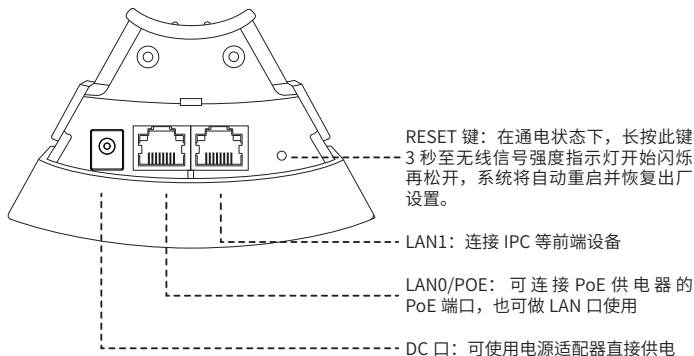 RESET 键：在通电状态下，长按此键
3 秒至无线信号强度指示灯开始闪烁
再松开，系统将自动重启并恢复出厂
设置。
LAN1：连接 IPC 等前端设备
LAN0/POE：可连接 PoE 供电器的
PoE 端口，也可做 LAN 口使用
DC 口：可使用电源适配器直接供电